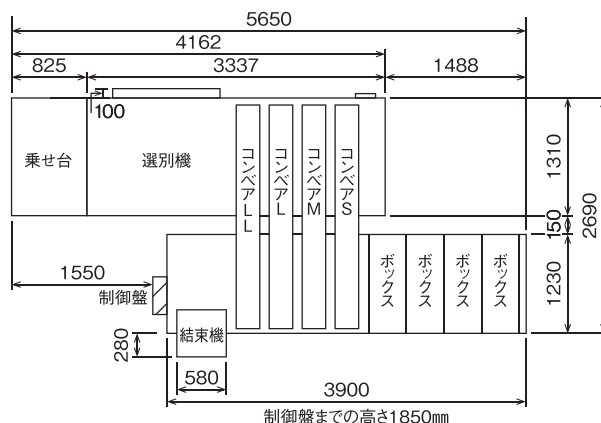 5650
4162
825
3337
1488
100
乗せ台
選別機
コンベアLL
コンベアL
コンベアM
コンベアS
1310
150
2690
1230
1550
制御盤
ボックス
ボックス
ボックス
ボックス
280
結束機
580
3900
制御盤までの高さ1850㎜